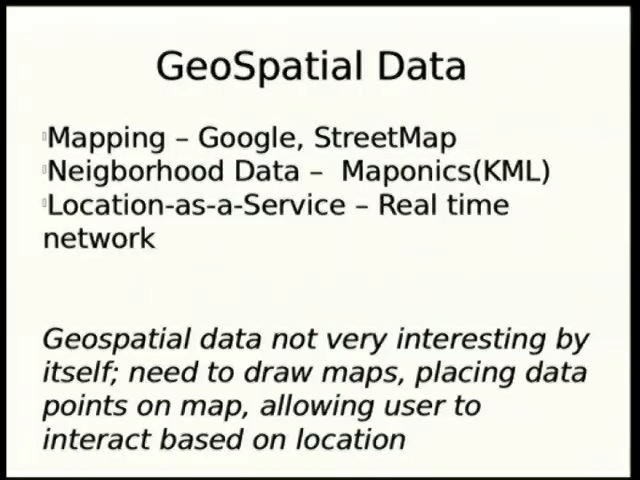 GeoSpatial Data
Mapping – Google, StreetMap
Neigborhood Data – Maponics(KML)
Location-as-a-Service – Real time
network
Geospatial data not very interesting by
itself; need to draw maps, placing data
points on map, allowing user to
interact based on location